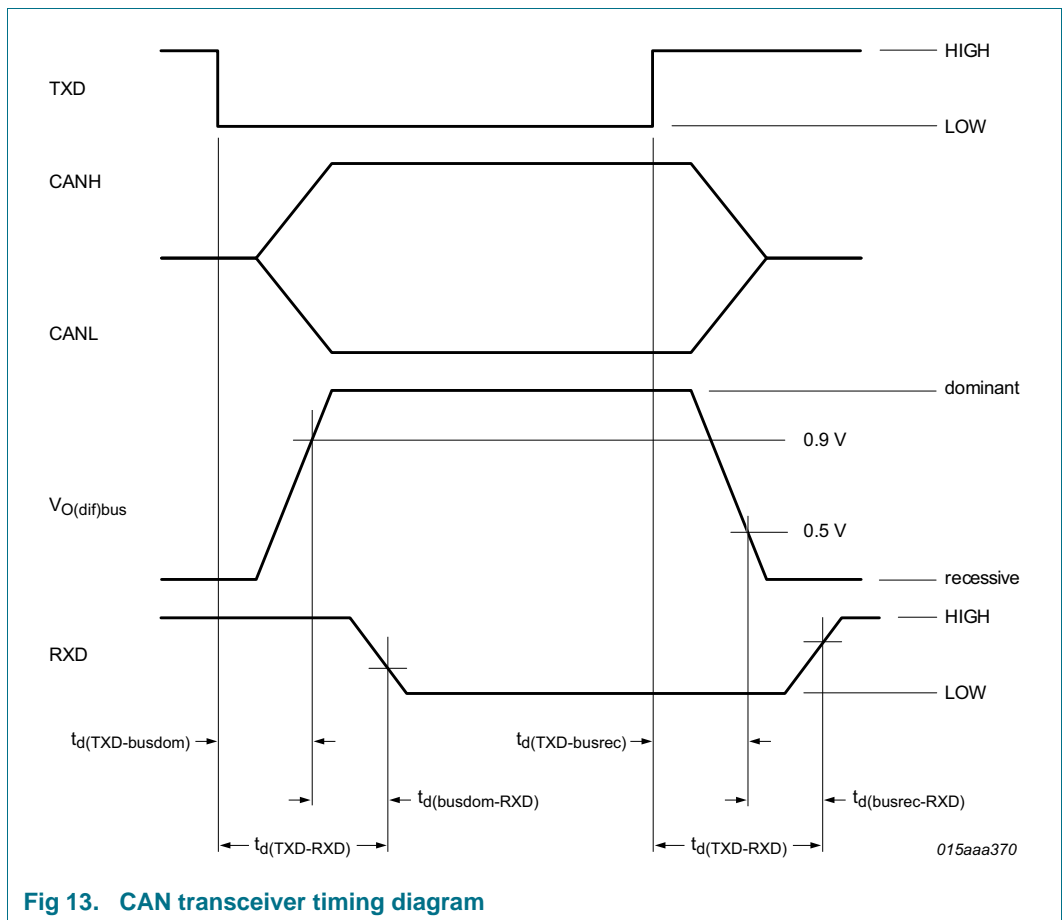 HIGH
TXD
LOW
CANH
CANL
dominant
0.9 V
VO(dif)bus
0.5 V
recessive
HIGH
RXD
LOW
td(TXD-busdom)
td(TXD-busrec)
td(busdom-RXD)
td(busrec-RXD)
td(TXD-RXD)
td(TXD-RXD)
015aaa370
Fig 13. CAN transceiver timing diagram